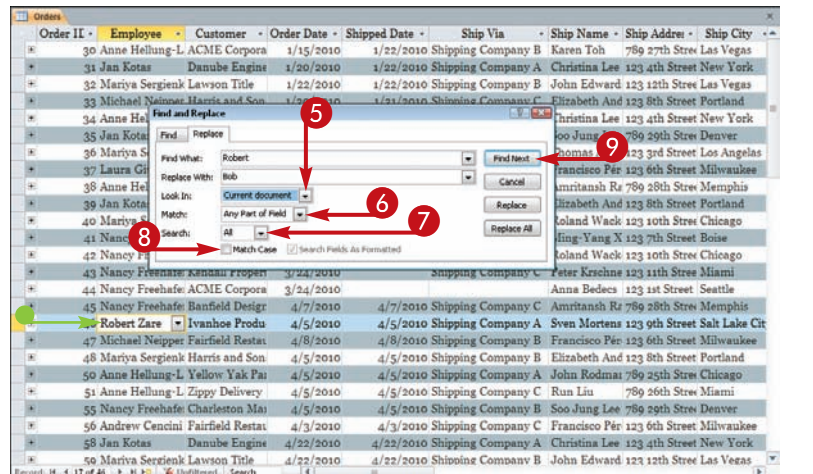 Orders
Order ID Employee Customer Order Date Shipped Date Ship Via Ship Name Ship Addres Ship City
30 Anne Hellung-L ACME Corpora 1/15/2010 1/22/2010 Shipping Company B Karen Toh 789 27th Stree Las Vegas
31 Jan Kotas Danube Engine 1/20/2010 1/22/2010 Shipping Company A Christina Lee 123 4th Street New York
32 Mariya Sergienk Lawson Title 1/22/2010 1/22/2010 Shipping Company B John Edward 123 12th Stree Las Vegas
33 Michael Neipper Harris and Son 1/21/2010 Shipping Company C Elizabeth And 123 8th Street Portland
34 Anne Hel Christina Lee 123 4th Street New York
35 Jan Kota Soo Jung 789 29th Stree Denver
36 Mariya S Thomas 123 3rd Street Los Angelas
37 Laura Gi Francisco Pér 123 6th Street Milwaukee
38 Anne Hel Amritansh Ra 789 28th Stree Memphis
39 Jan Kota Elizabeth And 123 8th Street Portland
40 Mariya S Roland Wack 123 10th Stree Chicago
41 Nanc Ming-Yang X 123 7th Street Boise
42 Nancy F Roland Wack 123 10th Stree Chicago
43 Nancy Freehafe Kendall Propert 3/24/2010 Shipping Company C Peter Krschne 123 11th Stree Miami
44 Nancy Freehafe ACME Corpora 3/24/2010 Anna Bedecs 123 1st Street Seattle
45 Nancy Freehafe Banfield Design 4/7/2010 4/7/2010 Shipping Company C Amritansh Ra 789 28th Stree Memphis
Robert Zare Ivanhoe Produ 4/5/2010 4/5/2010 Shipping Company A Sven Mortens 123 9th Street Salt Lake Cit
47 Michael Neipper Fairfield Restau 4/8/2010 4/8/2010 Shipping Company B Francisco Pér 123 6th Street Milwaukee
48 Mariya Sergienk Harris and Son 4/5/2010 4/5/2010 Shipping Company B Elizabeth And 123 8th Street Portland
50 Anne Hellung-L Yellow Yak Par 4/5/2010 4/5/2010 Shipping Company A John Rodman 789 25th Street Chicago
51 Anne Hellung-L Zippy Delivery 4/5/2010 4/5/2010 Shipping Company C Run Liu 789 26th Stree Miami
55 Nancy Freehafe Charleston Mar 4/5/2010 4/5/2010 Shipping Company B Soo Jung Lee 789 29th Stree Denver
56 Andrew Cencini Fairfield Restau 4/3/2010 4/3/2010 Shipping Company C Francisco Pér 123 6th Street Milwaukee
58 Jan Kotas Danube Engine 4/22/2010 4/22/2010 Shipping Company A Christina Lee 123 4th Street New York
59 Mariya Sergienk Lawson Title 4/22/2010 4/22/2010 Shipping Company B John Edward 123 12th Stree Las Vegas
Record: 17 of 46 Unfiltered Search
Find and Replace
Find Replace
Find What: Robert Find Next
Replace With: Bob Cancel
Look In: Current document
Replace
Match: Any Part of Field
Search: All Replace All
Match Case Search Fields As Formatted
5
6
7
8
9